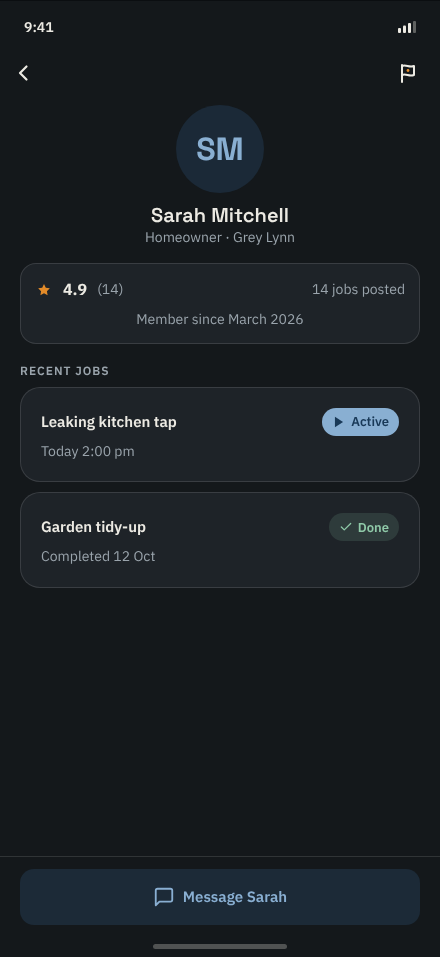 9:41
SM
Sarah Mitchell
Homeowner · Grey Lynn
4.9 (14) 14 jobs posted
Member since March 2026
RECENT JOBS
Leaking kitchen tap Active
Today 2:00 pm
Garden tidy-up Done
Completed 12 Oct
Message Sarah